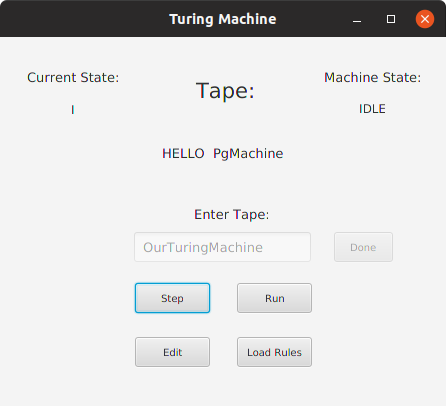 Turing Machine
Current State:
Tape:
Machine State:
I
IDLE
HELLO  PgMachine
Enter Tape:
OurTuringMachine
Done
Step
Run
Edit
Load Rules